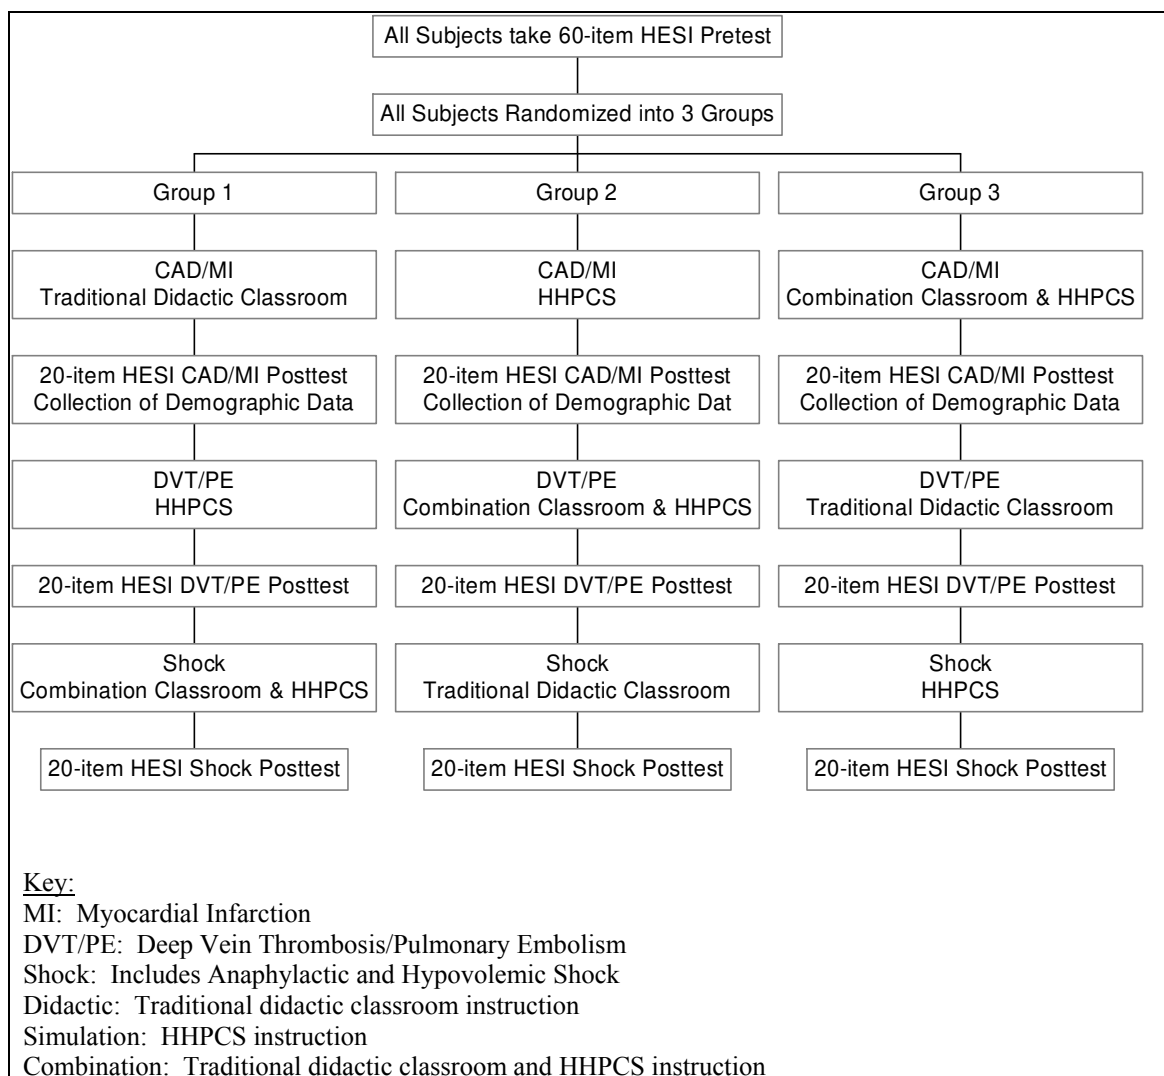 All Subjects take 60-item HESI Pretest
All Subjects Randomized into 3 Groups
Group 1
Group 2
Group 3
CAD/MI
Traditional Didactic Classroom
CAD/MI
HHPCS
CAD/MI
Combination Classroom & HHPCS
20-item HESI CAD/MI Posttest
Collection of Demographic Data
20-item HESI CAD/MI Posttest
Collection of Demographic Dat
20-item HESI CAD/MI Posttest
Collection of Demographic Data
DVT/PE
HHPCS
DVT/PE
Combination Classroom & HHPCS
DVT/PE
Traditional Didactic Classroom
20-item HESI DVT/PE Posttest
20-item HESI DVT/PE Posttest
20-item HESI DVT/PE Posttest
Shock
Combination Classroom & HHPCS
Shock
Traditional Didactic Classroom
Shock
HHPCS
20-item HESI Shock Posttest
20-item HESI Shock Posttest
20-item HESI Shock Posttest
Key:
MI: Myocardial Infarction
DVT/PE: Deep Vein Thrombosis/Pulmonary Embolism
Shock: Includes Anaphylactic and Hypovolemic Shock
Didactic: Traditional didactic classroom instruction
Simulation: HHPCS instruction
Combination: Traditional didactic classroom and HHPCS instruction